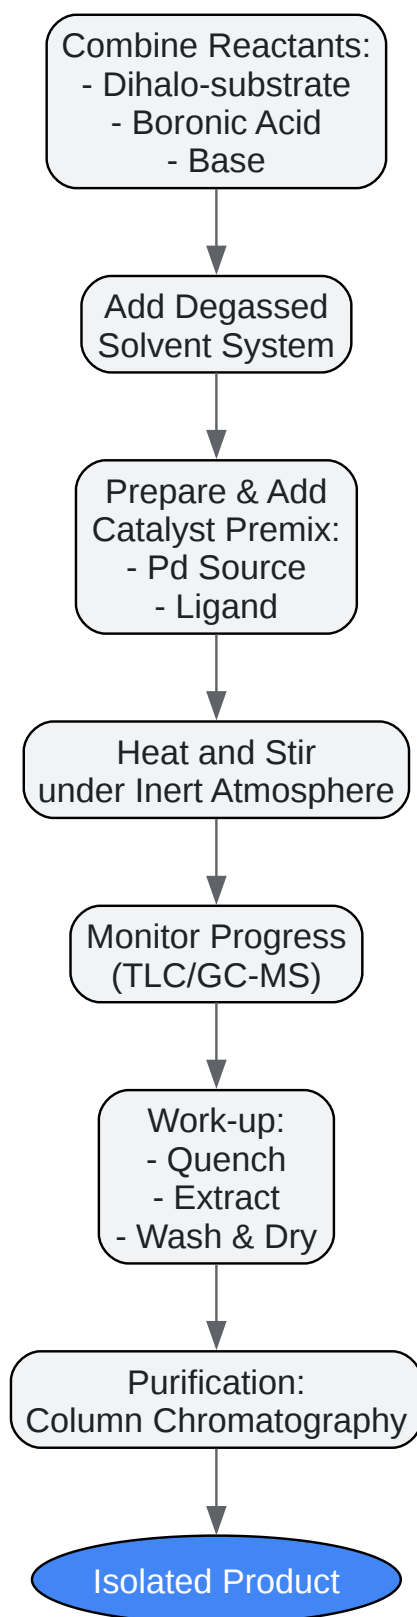 Combine Reactants:
- Dihalo-substrate
- Boronic Acid
- Base
Add Degassed
Solvent System
Prepare & Add
Catalyst Premix:
- Pd Source
- Ligand
Heat and Stir
under Inert Atmosphere
Monitor Progress
(TLC/GC-MS)
Work-up:
- Quench
- Extract
- Wash & Dry
Purification:
Column Chromatography
Isolated Product